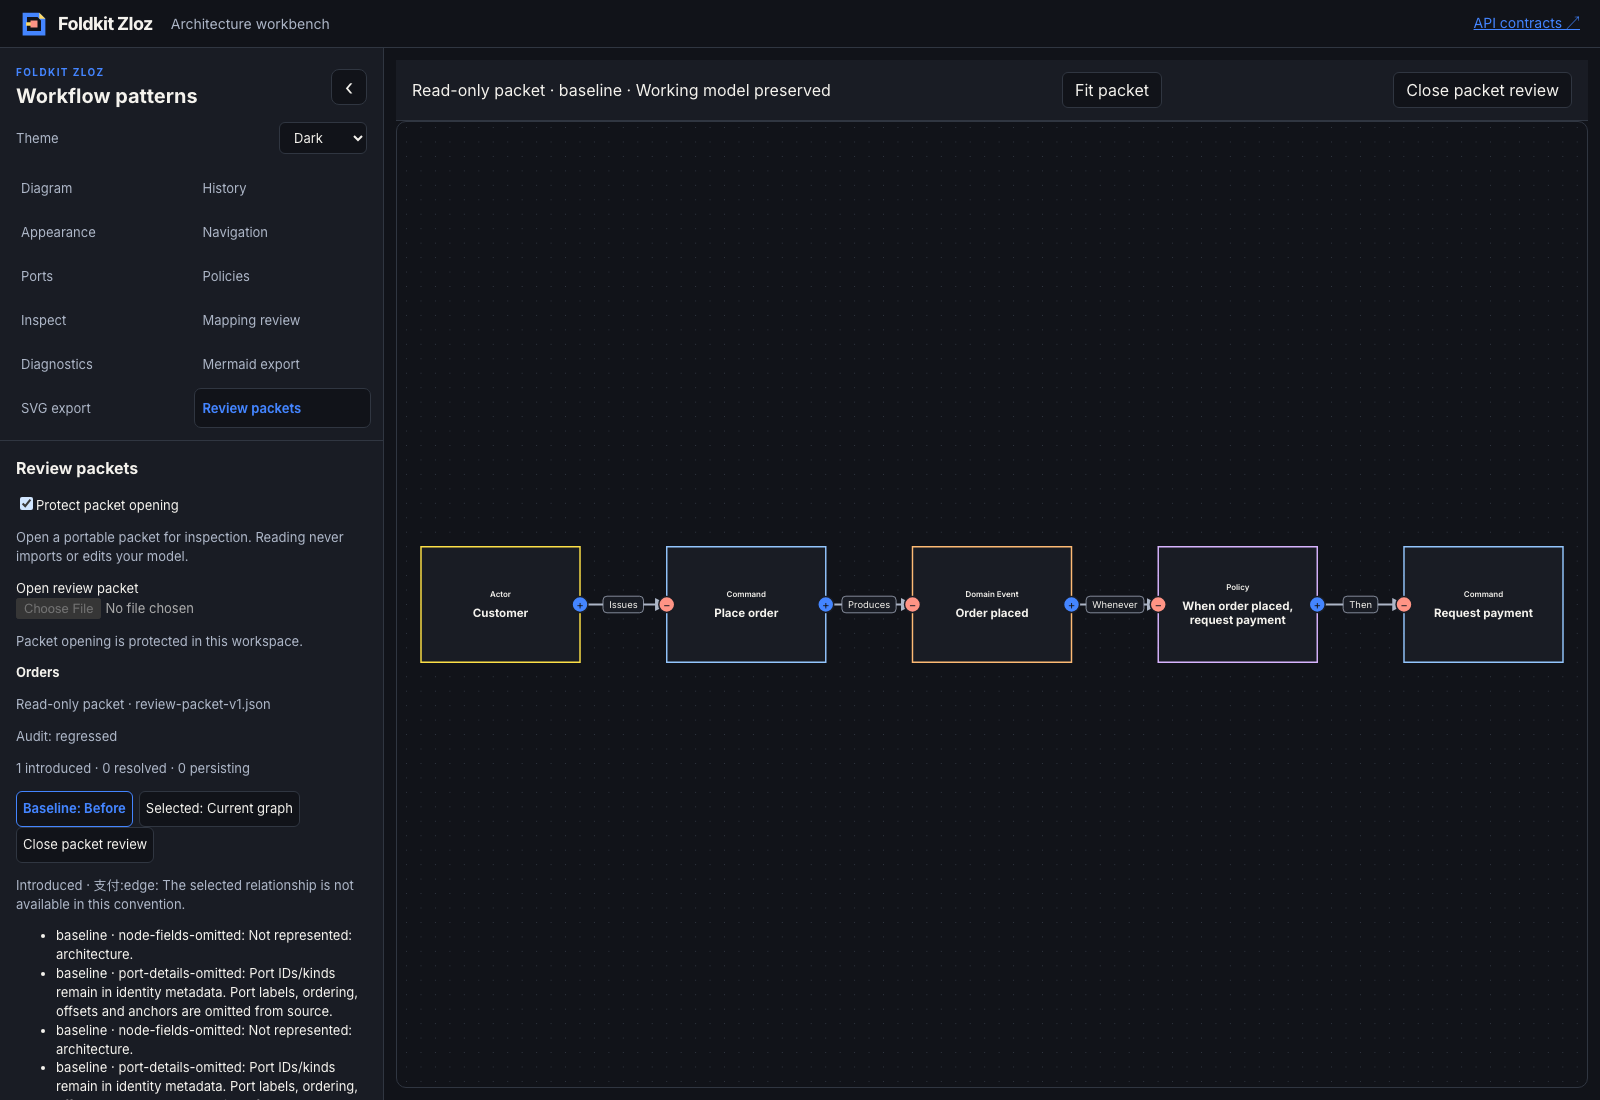 Foldkit Zloz
Architecture workbench
API contracts ↗
FOLDKIT ZLOZ
Workflow patterns
Theme
Dark
Diagram
History
Appearance
Navigation
Ports
Policies
Inspect
Mapping review
Diagnostics
Mermaid export
SVG export
Review packets
Review packets
Protect packet opening
Open a portable packet for inspection. Reading never
imports or edits your model.
Open review packet
Choose File No file chosen
Packet opening is protected in this workspace.
Orders
Read-only packet · review-packet-v1.json
Audit: regressed
1 introduced · 0 resolved · 0 persisting
Baseline: Before
Selected: Current graph
Close packet review
Introduced · 支付:edge: The selected relationship is not
available in this convention.
• baseline · node-fields-omitted: Not represented:
architecture.
• baseline · port-details-omitted: Port IDs/kinds
remain in identity metadata. Port labels, ordering,
offsets and anchors are omitted from source.
• baseline · node-fields-omitted: Not represented:
architecture.
• baseline · port-details-omitted: Port IDs/kinds
remain in identity metadata. Port labels, ordering,
Read-only packet · baseline · Working model preserved
Fit packet
Close packet review
Actor
Customer
+
Issues
−
Command
Place order
+
Produces
−
Domain Event
Order placed
+
Whenever
−
Policy
When order placed,
request payment
+
Then
−
Command
Request payment